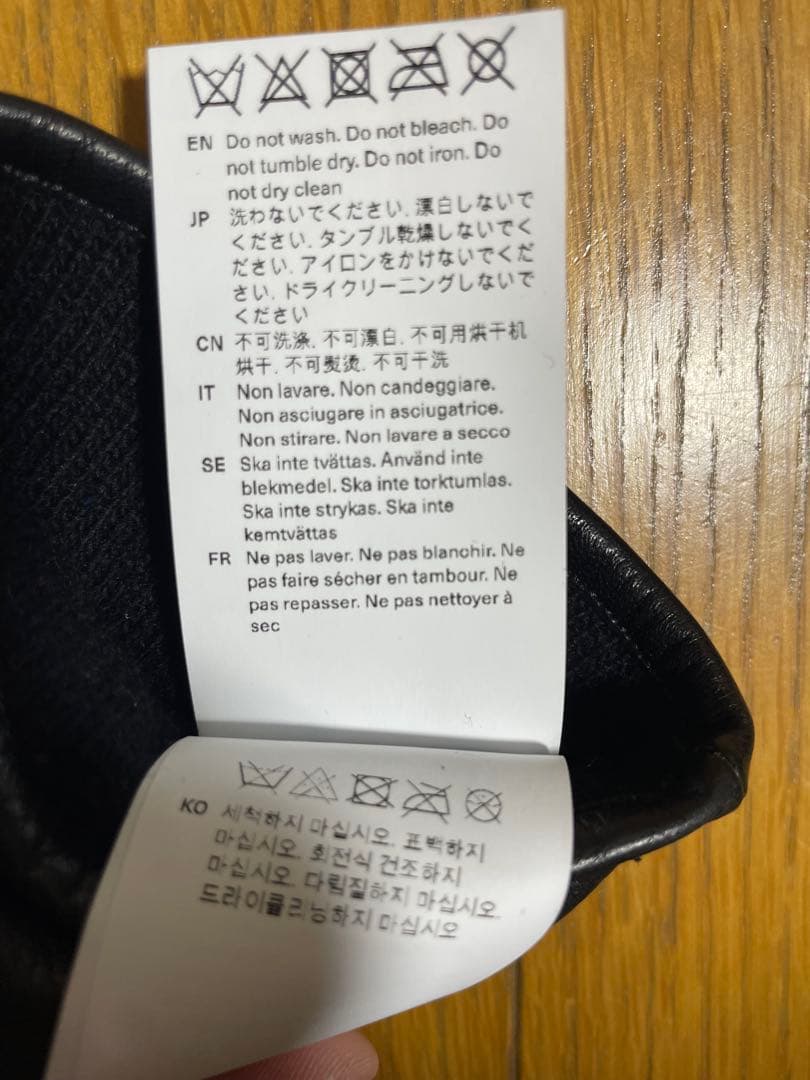 EN Do not wash. Do not bleach. Do
not tumble dry. Do not iron. Do
not dry clean
JP 洗わないでください. 漂白しないで
ください. タンブル乾燥しないでく
ださい. アイロンをかけないでくだ
さい. ドライクリーニングしないで
ください
CN 不可洗涤. 不可漂白. 不可用烘干机
烘干. 不可熨烫. 不可干洗
IT Non lavare. Non candeggiare.
Non asciugare in asciugatrice.
Non stirare. Non lavare a secco
SE Ska inte tvättas. Använd inte
blekmedel. Ska inte torktumlas.
Ska inte strykas. Ska inte
kemtvättas
FR Ne pas laver. Ne pas blanchir. Ne
pas faire sécher en tambour. Ne
pas repasser. Ne pas nettoyer à
sec
KO 세척하지 마십시오. 표백하지
마십시오. 회전식 건조하지
마십시오. 다림질하지 마십시오.
드라이클리닝하지 마십시오